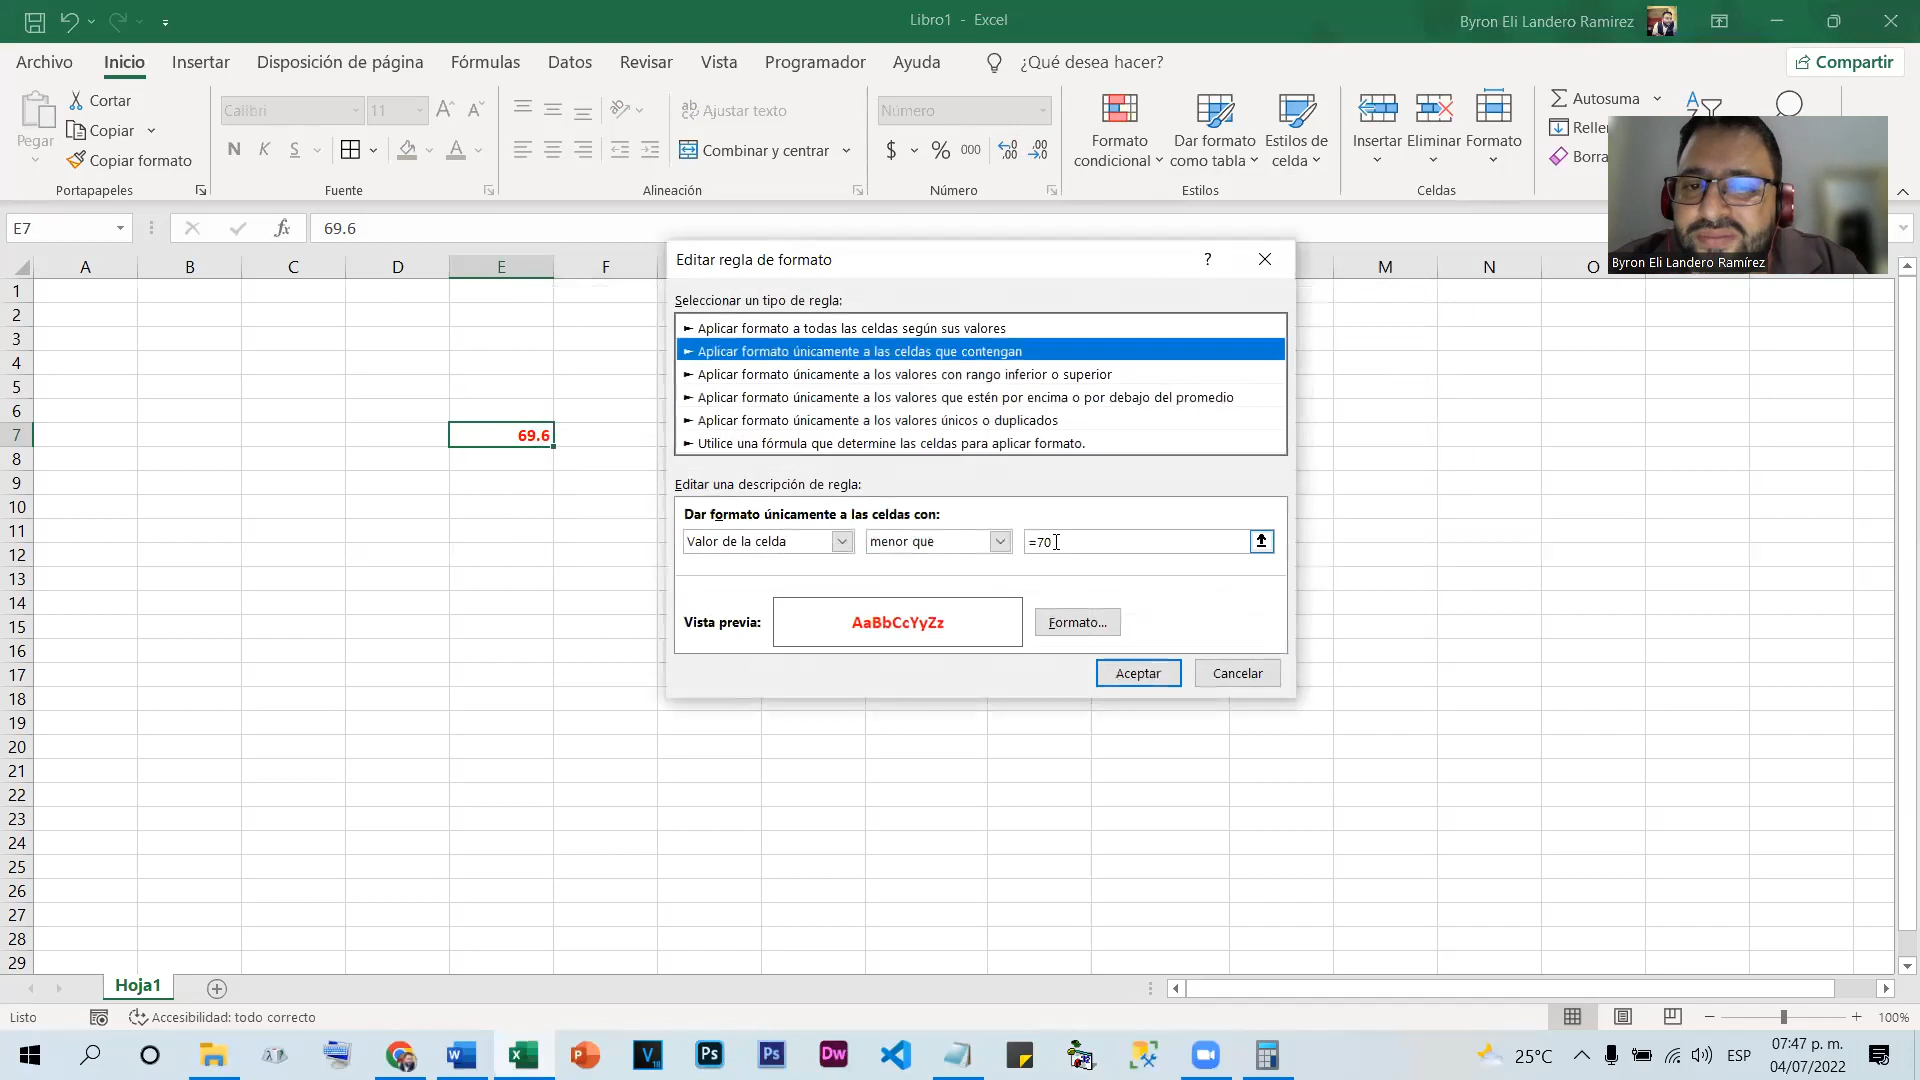 Libro1 - Excel
Byron Eli Landero Ramirez
Archivo Inicio Insertar Disposición de página Fórmulas Datos Revisar Vista Programador Ayuda ¿Qué desea hacer? Compartir
Pegar
Cortar
Copiar
Copiar formato
Portapapeles
Calibri 11
N K S
Fuente
Ajustar texto
Combinar y centrar
Alineación
Número
$ % 000
Número
Formato condicional
Dar formato como tabla
Estilos de celda
Estilos
Insertar Eliminar Formato
Celdas
Autosuma
Relle
Borra
Byron Eli Landero Ramírez
E7
fx
69.6
A B C D E F M N O
1
2
3
4
5
6
7
8
9
10
11
12
13
14
15
16
17
18
19
20
21
22
23
24
25
26
27
28
29
69.6
Editar regla de formato
?
Seleccionar un tipo de regla:
► Aplicar formato a todas las celdas según sus valores
► Aplicar formato únicamente a las celdas que contengan
► Aplicar formato únicamente a los valores con rango inferior o superior
► Aplicar formato únicamente a los valores que estén por encima o por debajo del promedio
► Aplicar formato únicamente a los valores únicos o duplicados
► Utilice una fórmula que determine las celdas para aplicar formato.
Editar una descripción de regla:
Dar formato únicamente a las celdas con:
Valor de la celda menor que =70
Vista previa: AaBbCcYyZz Formato...
Aceptar Cancelar
Hoja1
Listo Accesibilidad: todo correcto 100%
25°C ESP
07:47 p. m.
04/07/2022